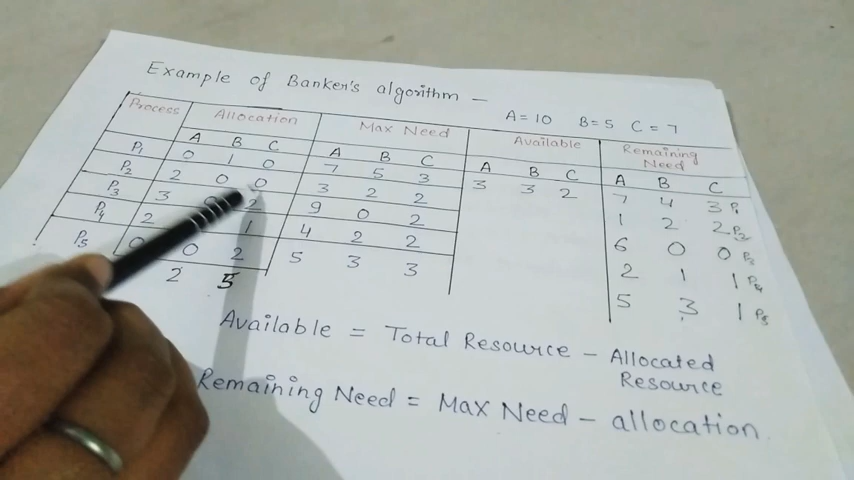 Example of Banker's algorithm –
A = 10 B = 5 C = 7
Process Allocation Max Need Available Remaining Need
A B C A B C A B C A B C
P1 0 1 0 7 5 3 3 3 2 7 4 3 P1
P2 2 0 0 3 2 2 1 2 2 P2
P3 3 0 2 9 0 2 6 0 0 P3
P4 2 1 4 2 2 2 1 1 P4
P5 0 0 2 5 3 3 5 3 1 P5
2 5
Available = Total Resource – Allocated
Resource
Remaining Need = Max Need – allocation